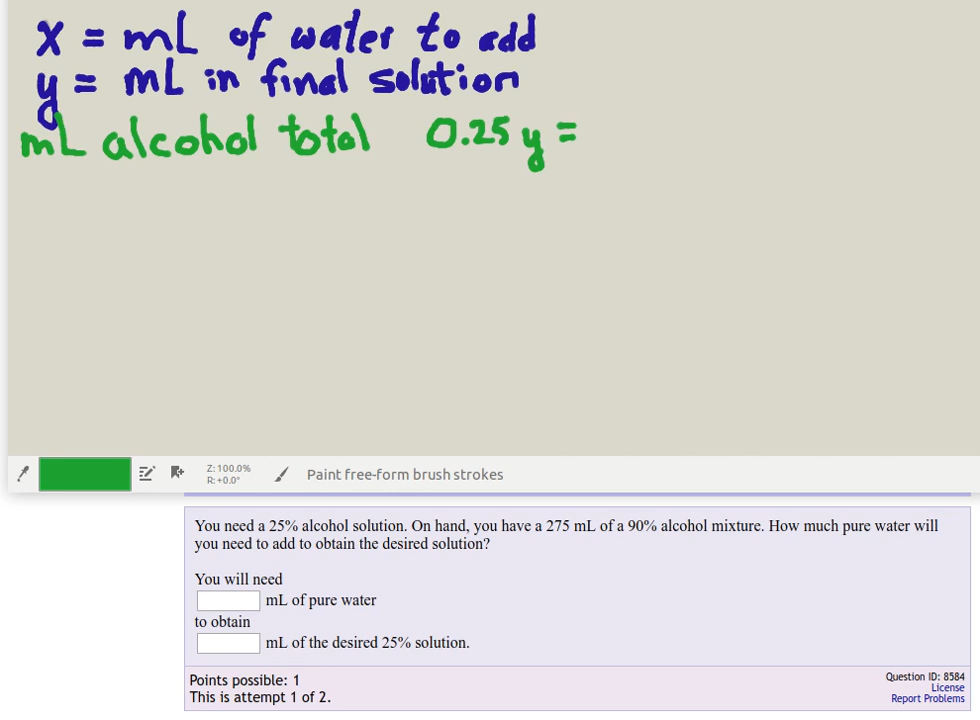 x = mL of water to add
y = mL in final solution
mL alcohol total 0.25 y =
Z: 100.0%
R: +0.0°
Paint free-form brush strokes
You need a 25% alcohol solution. On hand, you have a 275 mL of a 90% alcohol mixture. How much pure water will
you need to add to obtain the desired solution?
You will need
mL of pure water
to obtain
mL of the desired 25% solution.
Points possible: 1
This is attempt 1 of 2.
Question ID: 8584
License
Report Problems